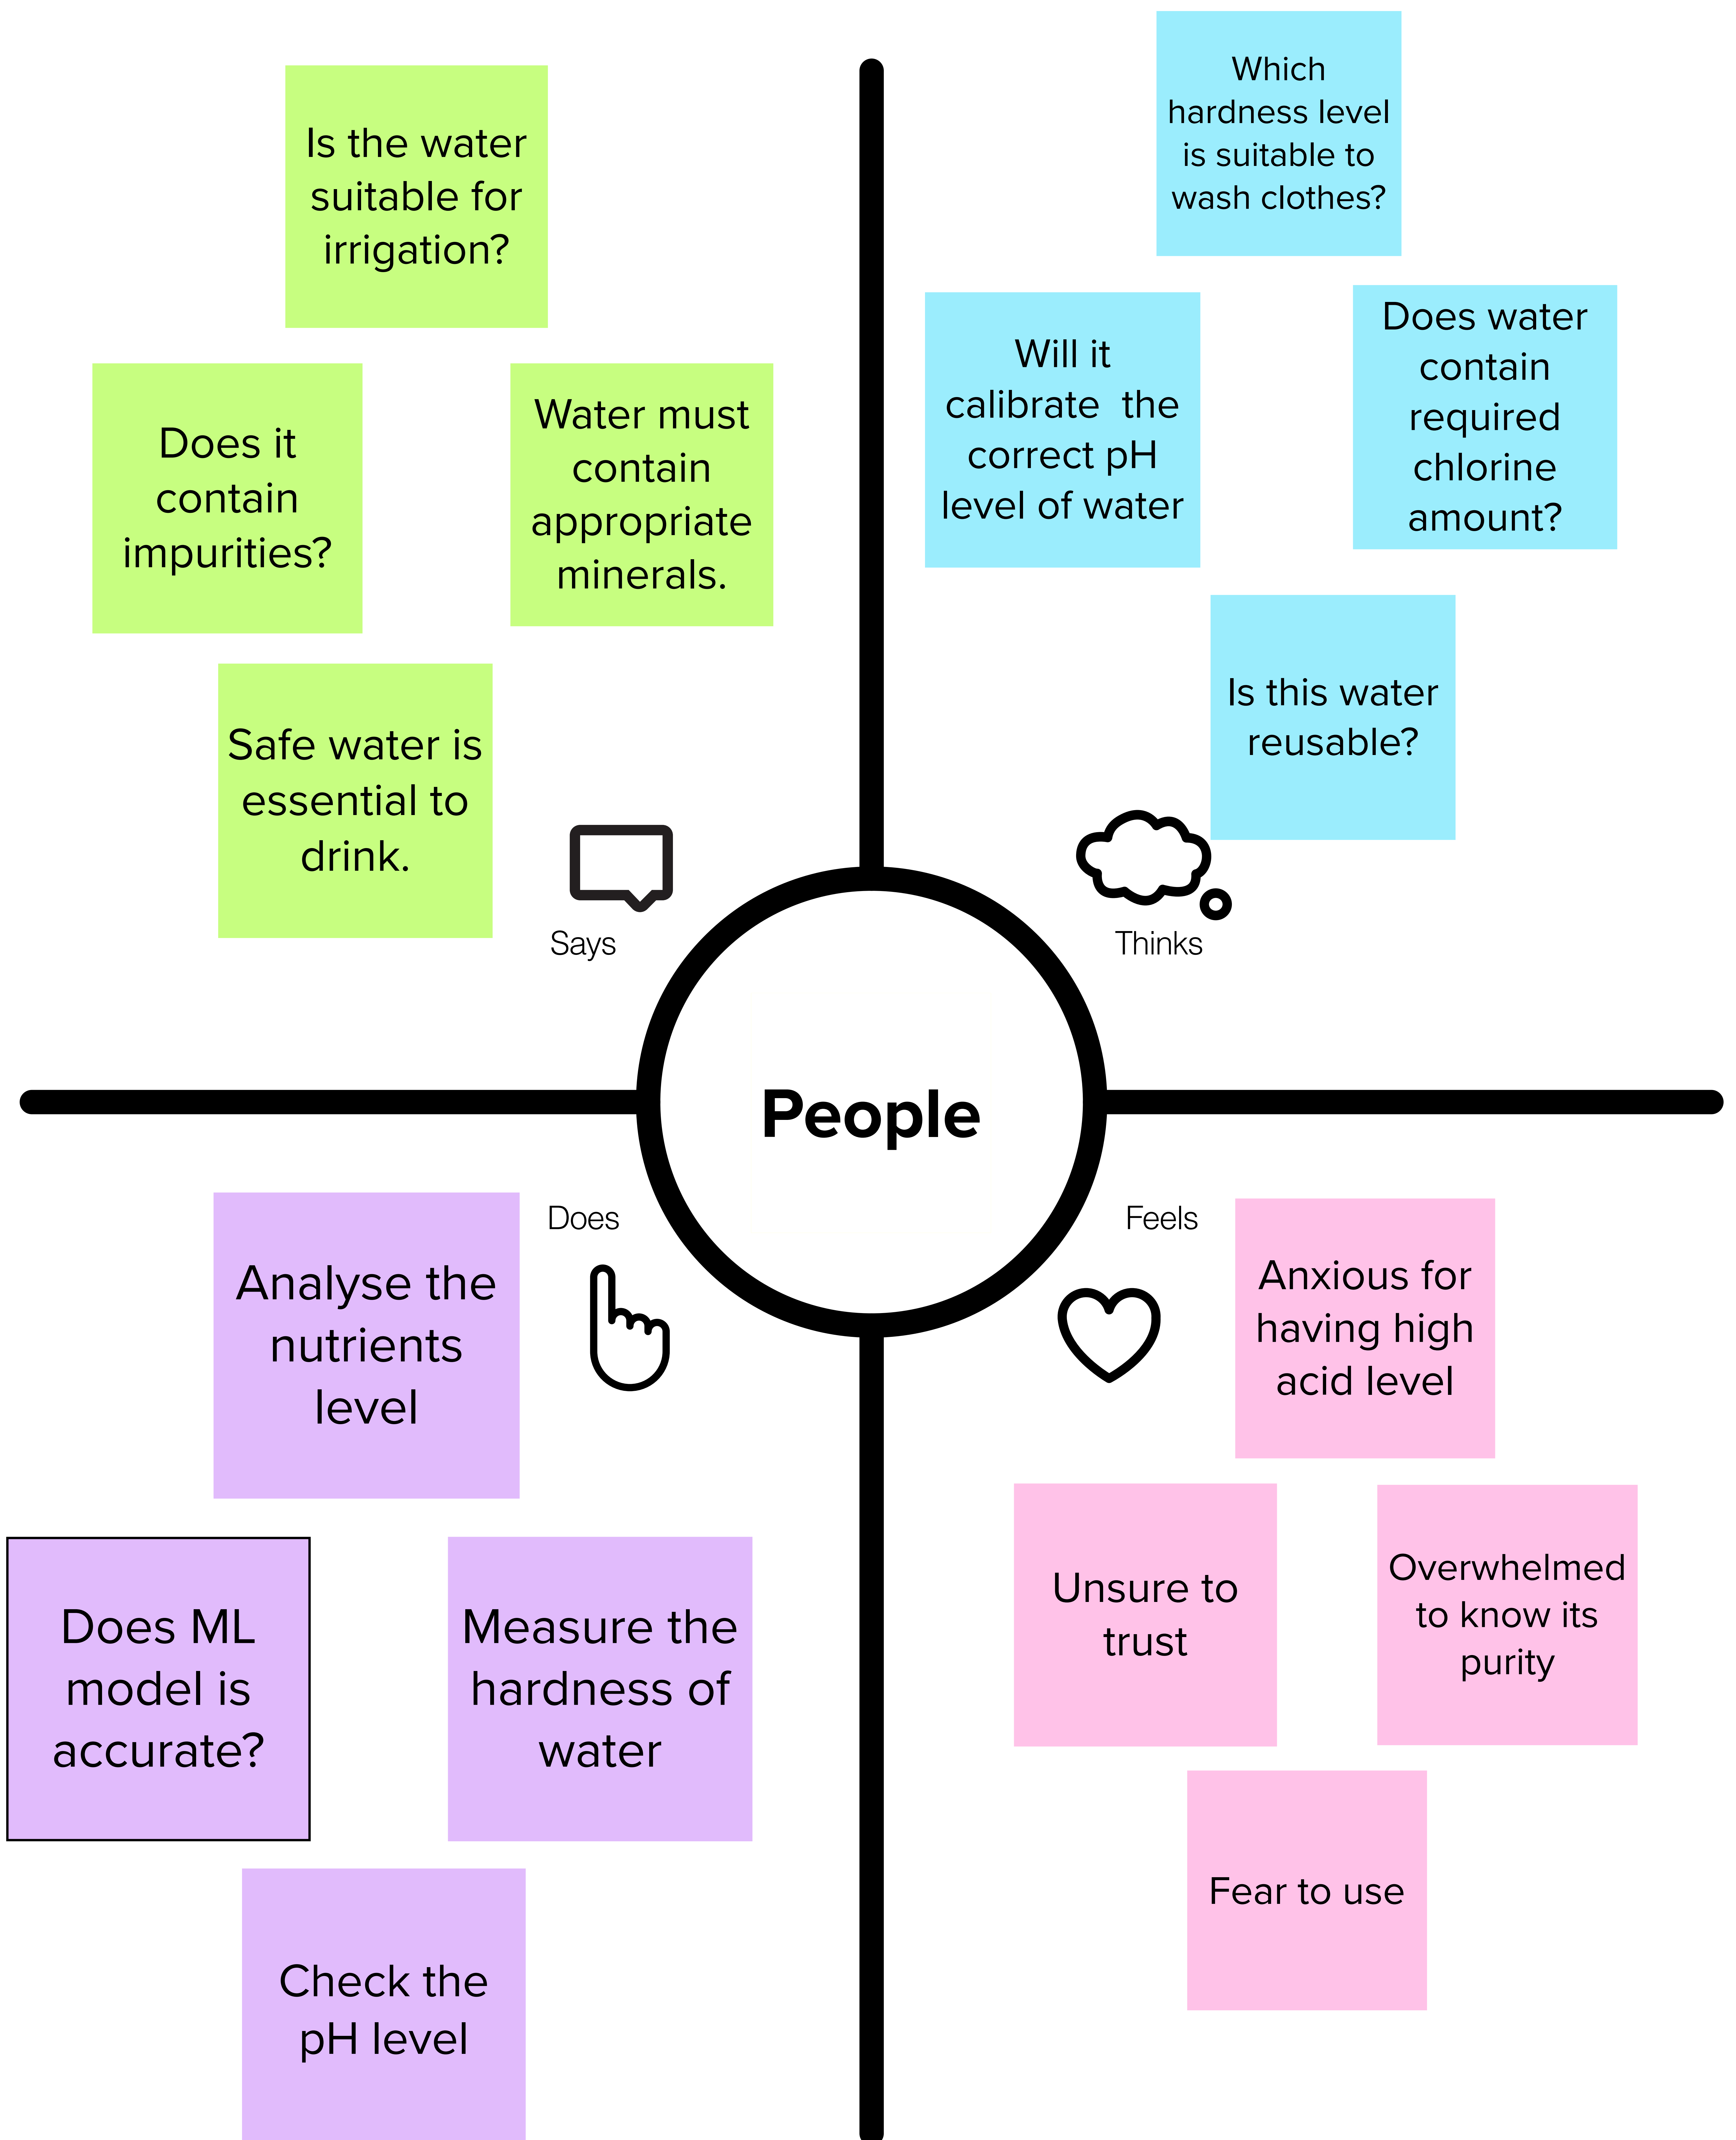 Is the water
suitable for
irrigation?
Does it
contain
impurities?
Water must
contain
appropriate
minerals.
Safe water is
essential to
drink.
Says
Which
hardness level
is suitable to
wash clothes?
Will it
calibrate  the
correct pH
level of water
Does water
contain
required
chlorine
amount?
Is this water
reusable?
Thinks
People
Does
Analyse the
nutrients
level
Does ML
model is
accurate?
Measure the
hardness of
water
Check the
pH level
Feels
Anxious for
having high
acid level
Unsure to
trust
Overwhelmed
to know its
purity
Fear to use